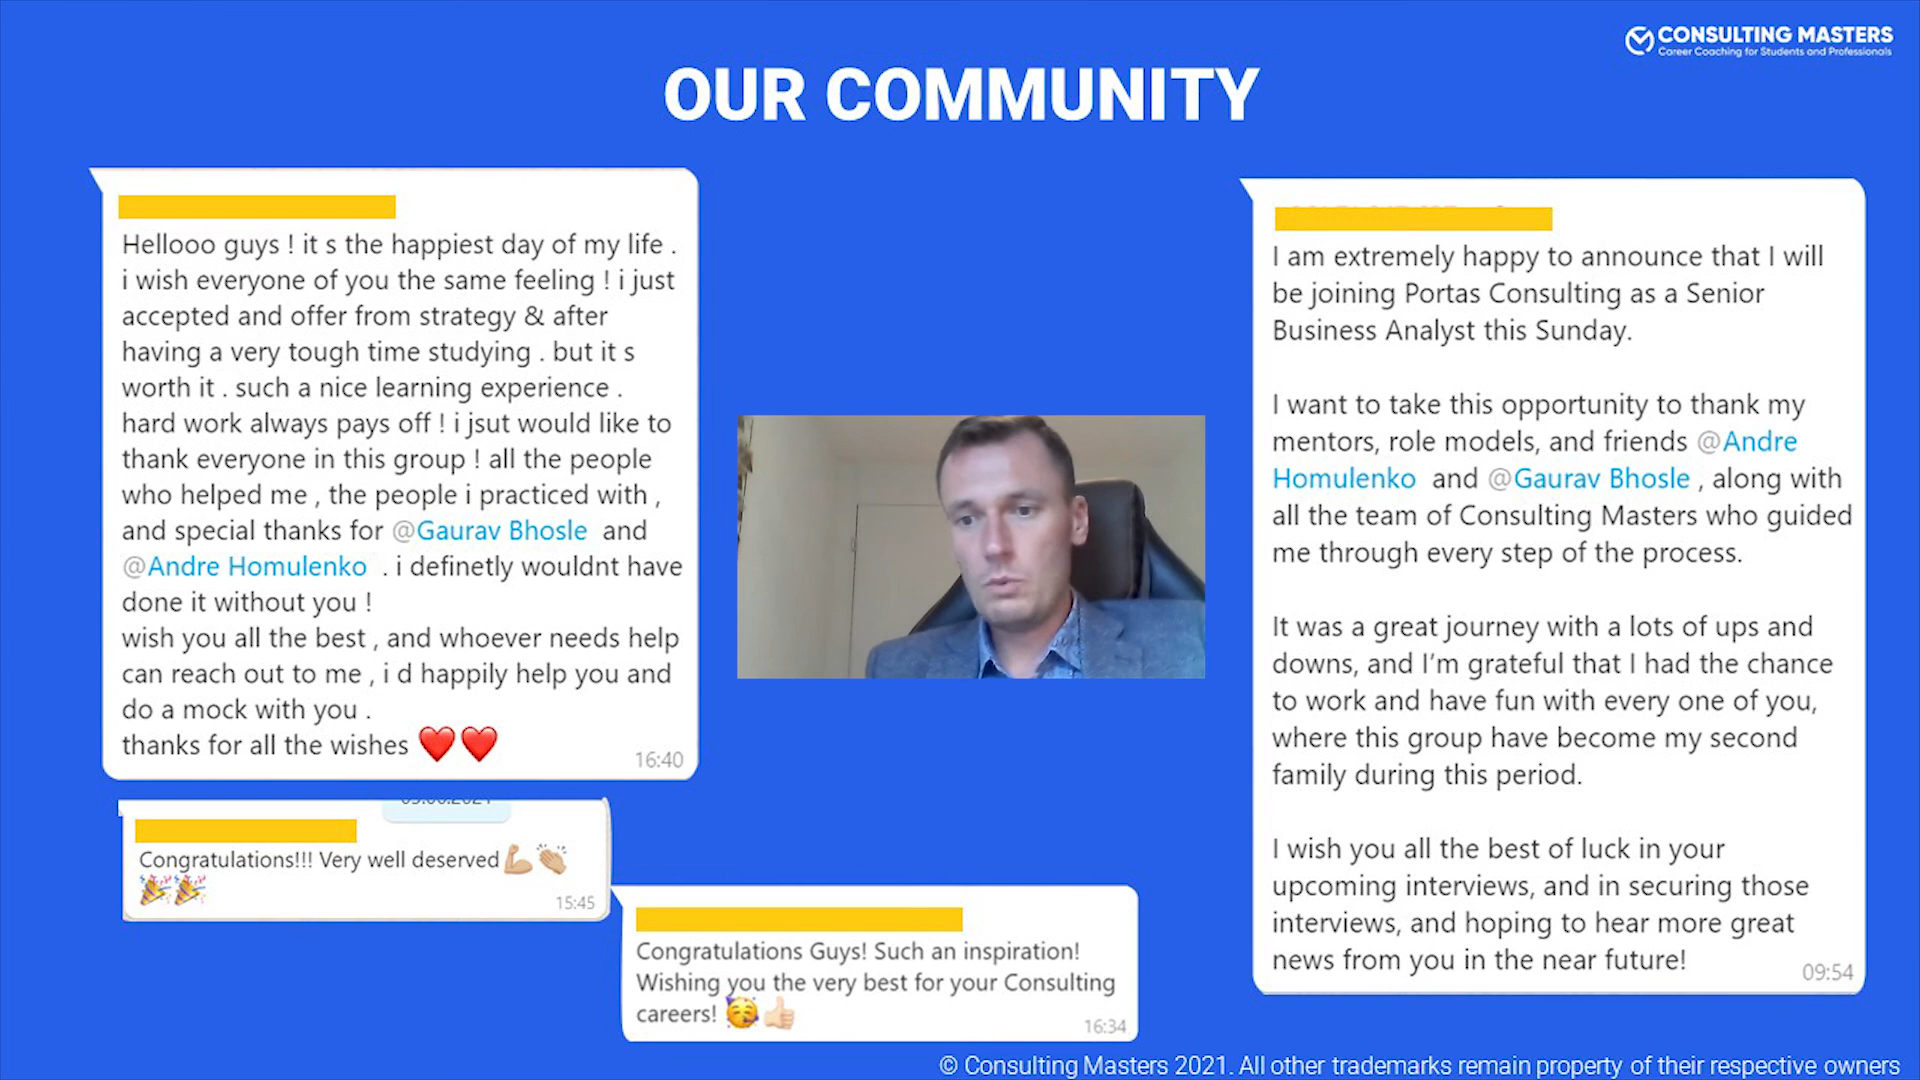 CONSULTING MASTERS
Career Coaching for Students and Professionals
OUR COMMUNITY
Hellooo guys ! it s the happiest day of my life .
i wish everyone of you the same feeling ! i just
accepted and offer from strategy & after
having a very tough time studying . but it s
worth it . such a nice learning experience .
hard work always pays off ! i jsut would like to
thank everyone in this group ! all the people
who helped me , the people i practiced with ,
and special thanks for @Gaurav Bhosle and
@Andre Homulenko . i definetly wouldnt have
done it without you !
wish you all the best , and whoever needs help
can reach out to me , i d happily help you and
do a mock with you .
thanks for all the wishes ❤️❤️
16:40
Congratulations!!! Very well deserved💪🏼👏🏼
🎉🎉
15:45
Congratulations Guys! Such an inspiration!
Wishing you the very best for your Consulting
careers! 🥳👍🏻
16:34
I am extremely happy to announce that I will
be joining Portas Consulting as a Senior
Business Analyst this Sunday.
I want to take this opportunity to thank my
mentors, role models, and friends @Andre
Homulenko and @Gaurav Bhosle , along with
all the team of Consulting Masters who guided
me through every step of the process.
It was a great journey with a lots of ups and
downs, and I’m grateful that I had the chance
to work and have fun with every one of you,
where this group have become my second
family during this period.
I wish you all the best of luck in your
upcoming interviews, and in securing those
interviews, and hoping to hear more great
news from you in the near future!
09:54
© Consulting Masters 2021. All other trademarks remain property of their respective owners